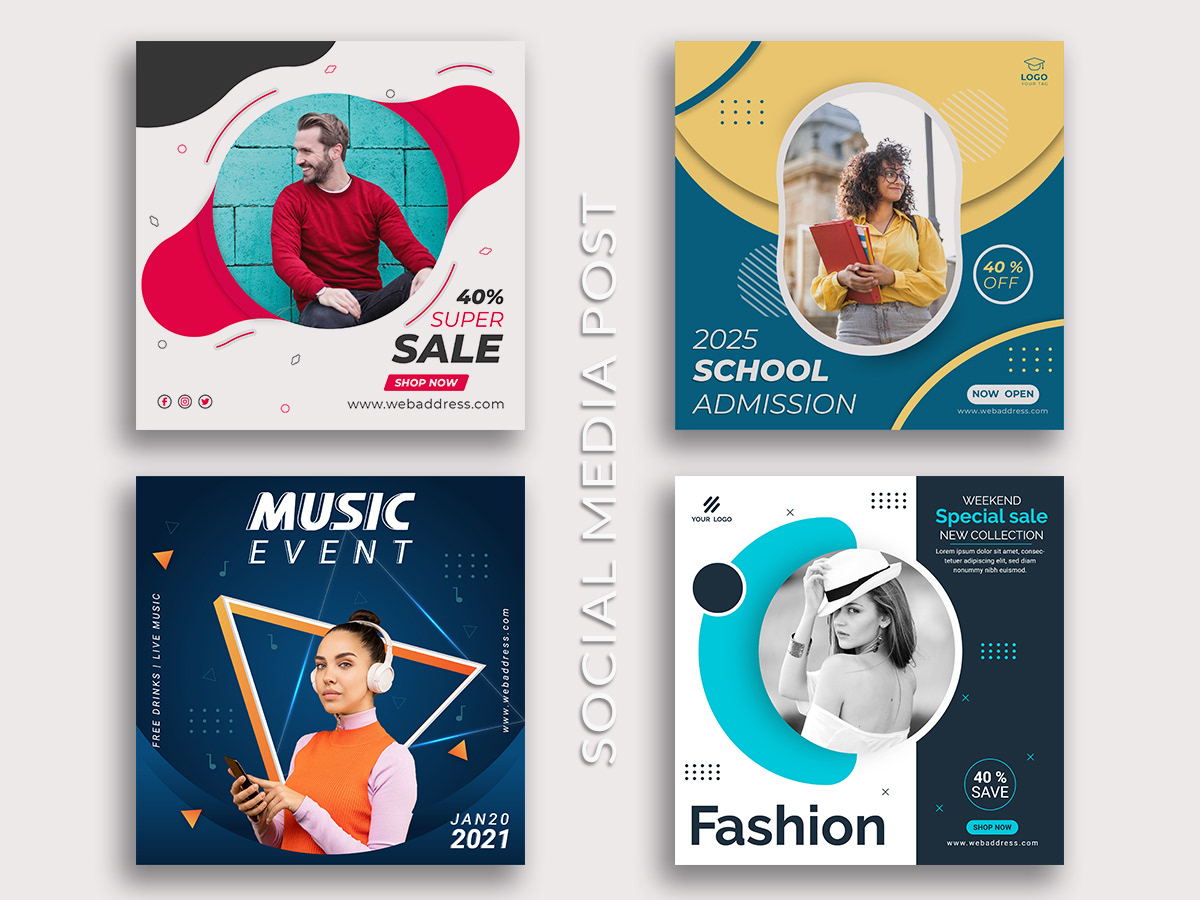 40%
SUPER
SALE
SHOP NOW
www.webaddress.com
LOGO
YOUR TAG
40 %
OFF
2025
SCHOOL
ADMISSION
NOW OPEN
www.webaddress.com
SOCIAL MEDIA POST
MUSIC
EVENT
FREE DRINKS | LIVE MUSIC
www.webaddress.com
JAN20
2021
YOUR LOGO
WEEKEND
Special sale
NEW COLLECTION
Lorem ipsum dolor sit amet, consec-
tetuer adipiscing elit, sed diam
nonummy nibh euismod.
40 %
SAVE
SHOP NOW
www.webaddress.com
Fashion